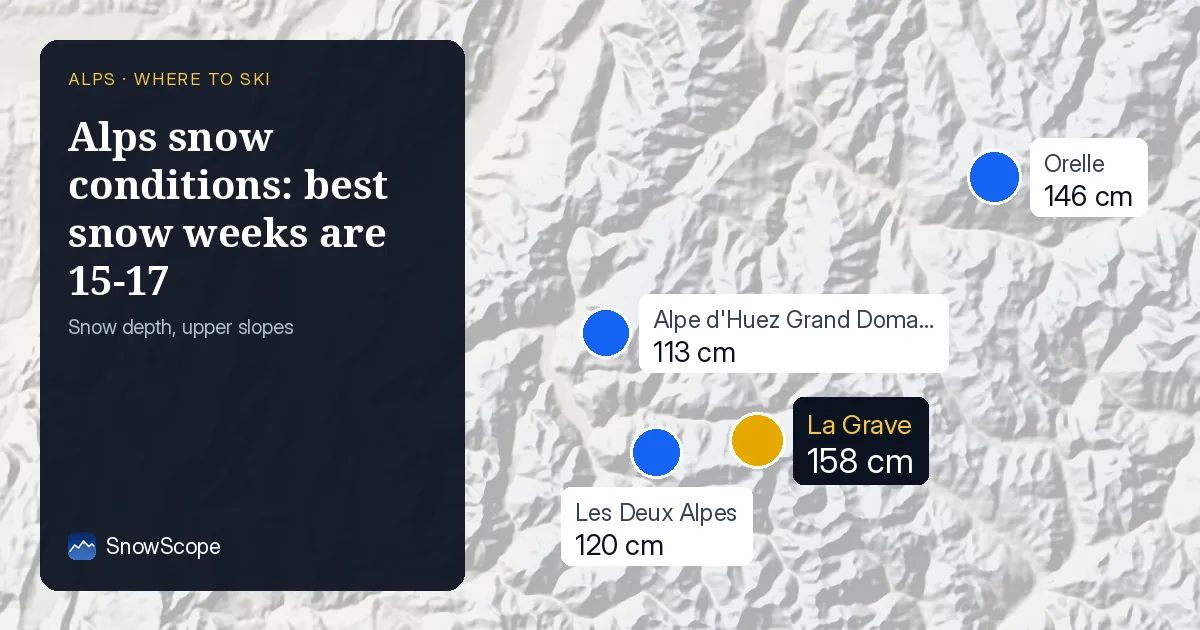 ALPS · WHERE TO SKI
Alps snow
conditions: best
snow weeks are
15-17
Snow depth, upper slopes
SnowScope
Orelle
146 cm
Alpe d'Huez Grand Doma...
113 cm
La Grave
158 cm
Les Deux Alpes
120 cm